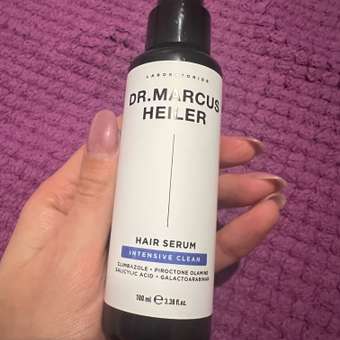 LABORATORIES
DR.MARCUS
HEILER
HAIR SERUM
INTENSIVE CLEAN
CLIMBAZOLE • PIROCTONE OLAMINE
SALICYLIC ACID • GALACTOARABINAN
100 ml ℮ 3.38 fl.oz.